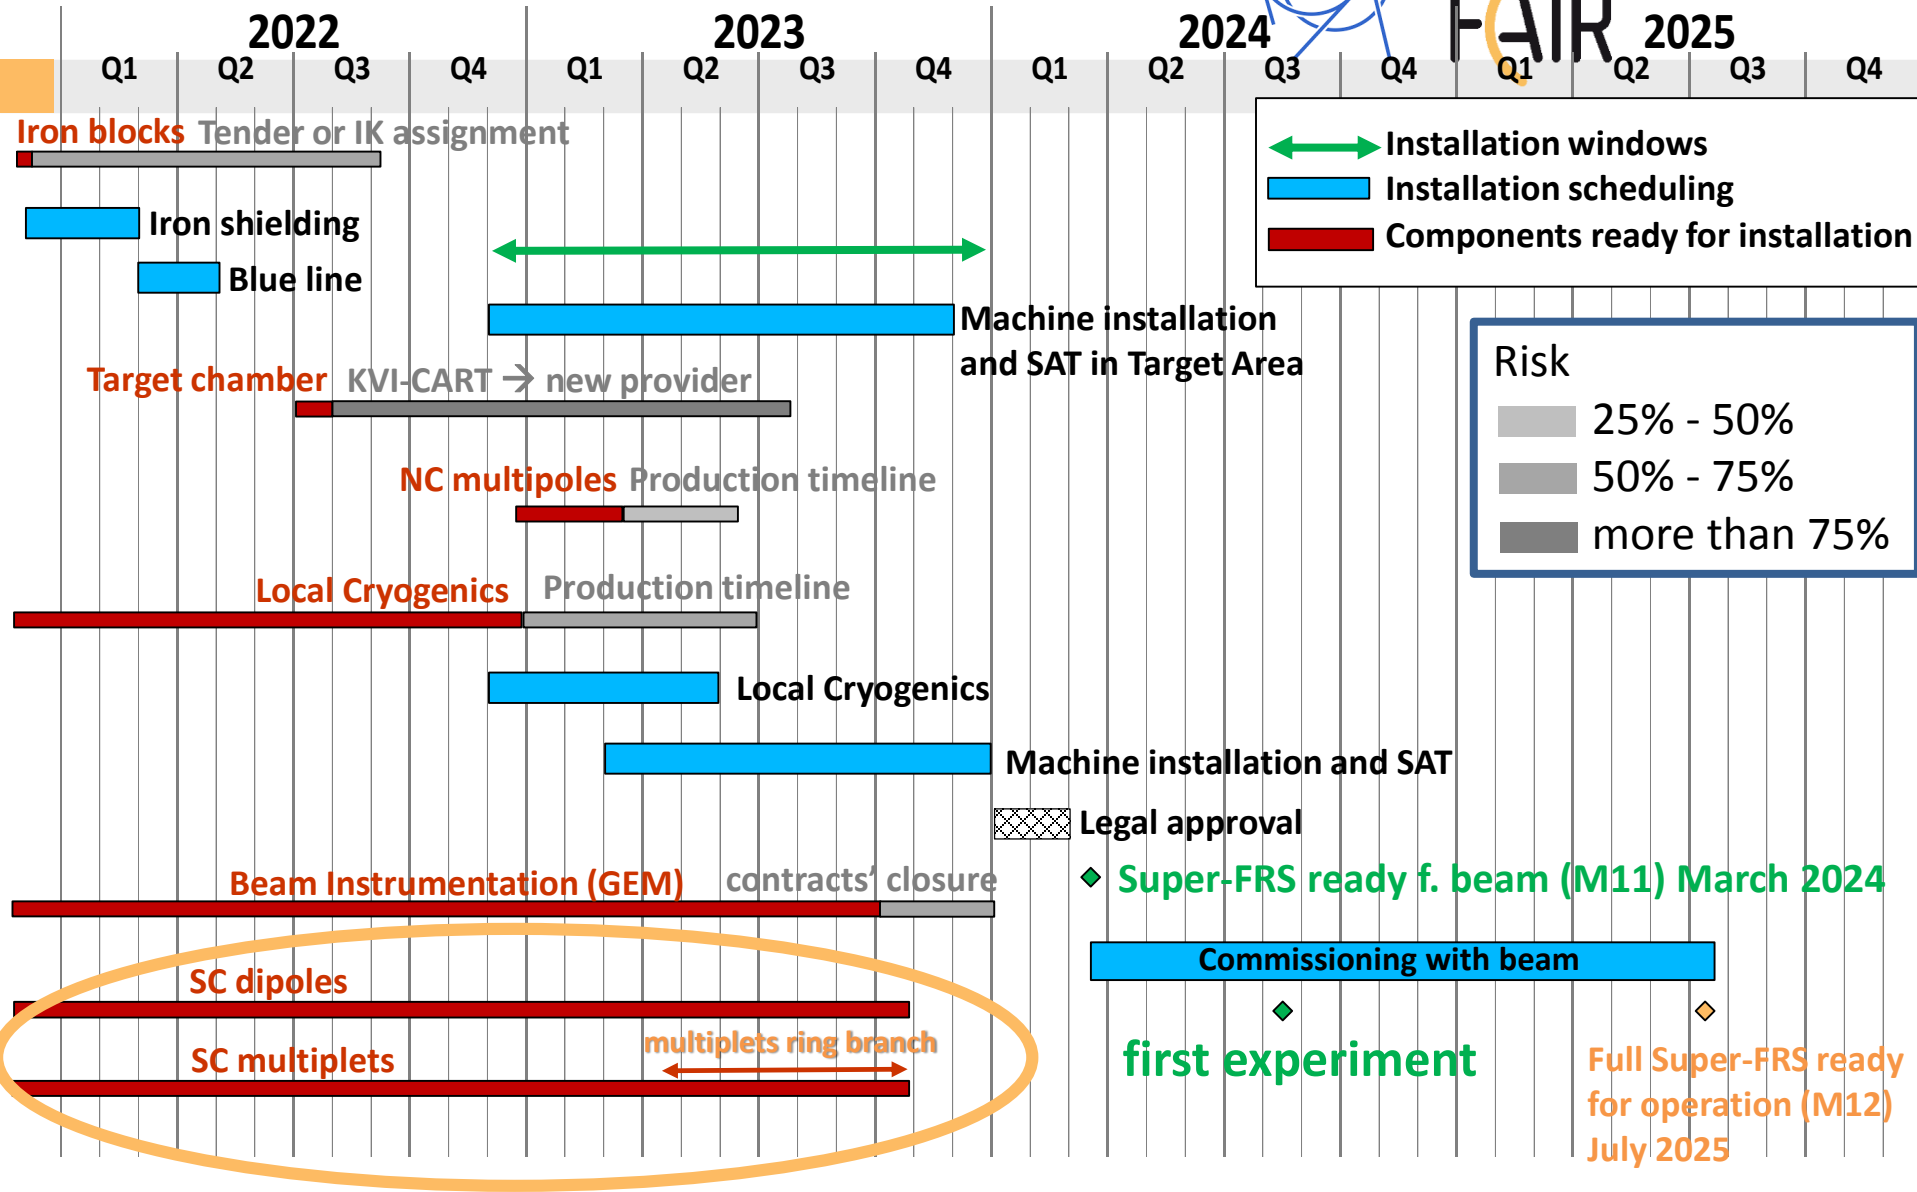 2022 2023 2024 FAIR 2025
Q1 Q2 Q3 Q4 Q1 Q2 Q3 Q4 Q1 Q2 Q3 Q4 Q1 Q2 Q3 Q4
Iron blocks Tender or IK assignment
Installation windows
Installation scheduling
Components ready for installation
Iron shielding
Blue line
Machine installation
and SAT in Target Area
Risk
25% - 50%
50% - 75%
more than 75%
Target chamber KVI-CART → new provider
NC multipoles Production timeline
Local Cryogenics Production timeline
Local Cryogenics
Machine installation and SAT
Legal approval
Beam Instrumentation (GEM) contracts' closure
Super-FRS ready f. beam (M11) March 2024
Commissioning with beam
SC dipoles
multiplets ring branch
SC multiplets
first experiment
Full Super-FRS ready
for operation (M12)
July 2025